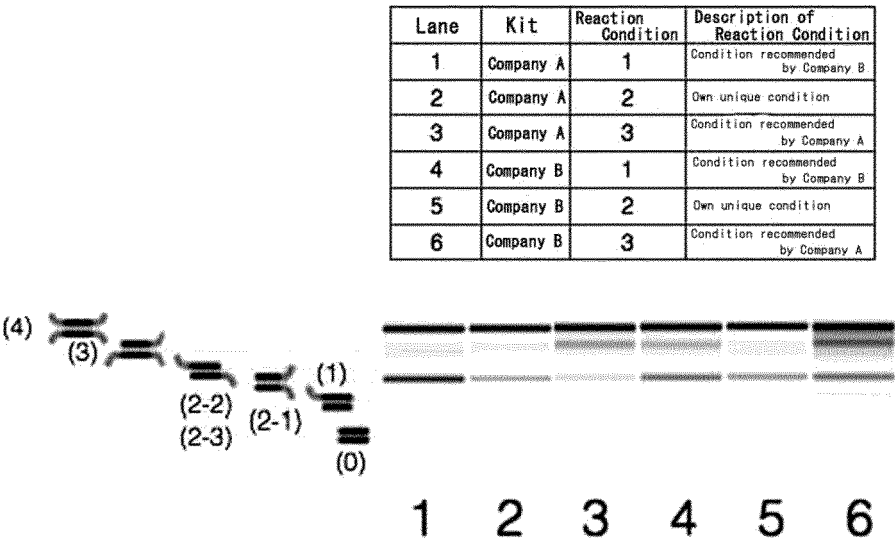 Lane Kit Reaction Condition Description of Reaction Condition
1 Company A 1 Condition recommended by Company B
2 Company A 2 Own unique condition
3 Company A 3 Condition recommended by Company A
4 Company B 1 Condition recommended by Company B
5 Company B 2 Own unique condition
6 Company B 3 Condition recommended by Company A
(4)
(3)
(2-2)
(2-3)
(2-1)
(1)
(0)
1 2 3 4 5 6